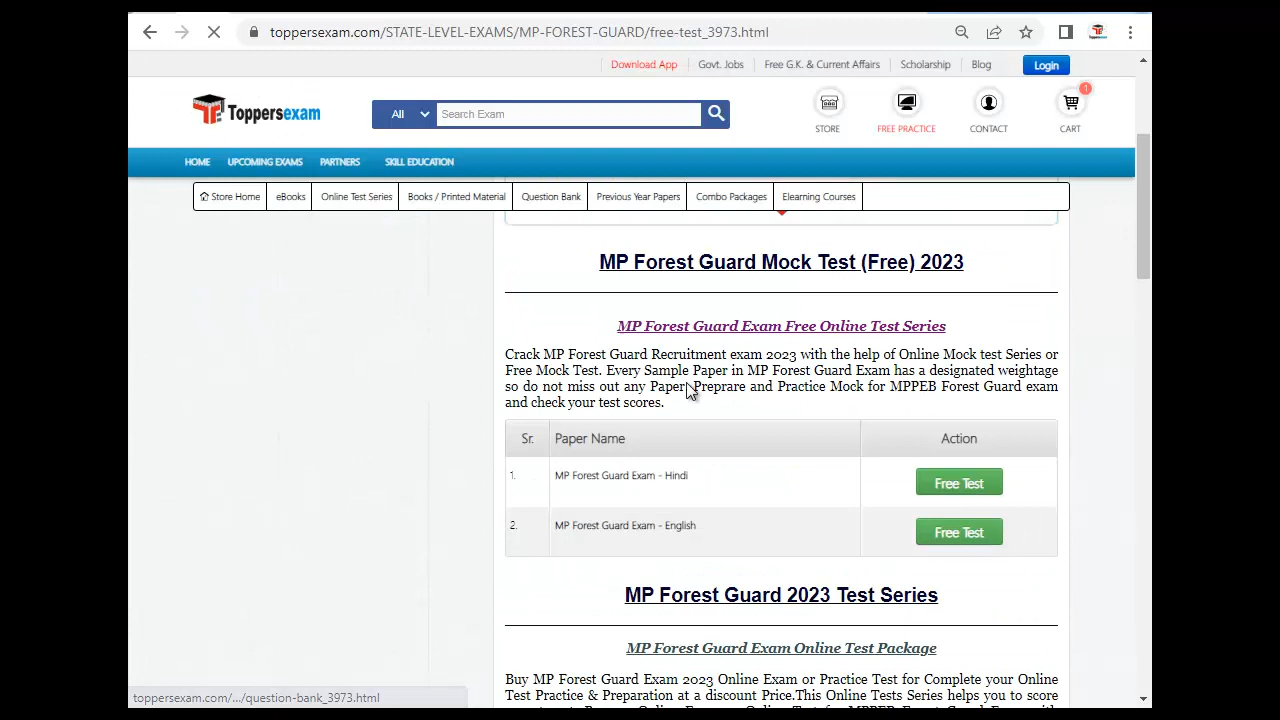 toppersexam.com/STATE-LEVEL-EXAMS/MP-FOREST-GUARD/free-test_3973.html
Download App Govt. Jobs Free G.K. & Current Affairs Scholarship Blog Login
Toppersexam
All Search Exam
STORE FREE PRACTICE CONTACT CART
1
HOME UPCOMING EXAMS PARTNERS SKILL EDUCATION
Store Home eBooks Online Test Series Books / Printed Material Question Bank Previous Year Papers Combo Packages Elearning Courses
MP Forest Guard Mock Test (Free) 2023
MP Forest Guard Exam Free Online Test Series
Crack MP Forest Guard Recruitment exam 2023 with the help of Online Mock test Series or
Free Mock Test. Every Sample Paper in MP Forest Guard Exam has a designated weightage
so do not miss out any Paper. Preprare and Practice Mock for MPPEB Forest Guard exam
and check your test scores.
Sr. Paper Name Action
1. MP Forest Guard Exam - Hindi Free Test
2. MP Forest Guard Exam - English Free Test
MP Forest Guard 2023 Test Series
MP Forest Guard Exam Online Test Package
Buy MP Forest Guard Exam 2023 Online Exam or Practice Test for Complete your Online
Test Practice & Preparation at a discount Price.This Online Tests Series helps you to score
toppersexam.com/.../question-bank_3973.html